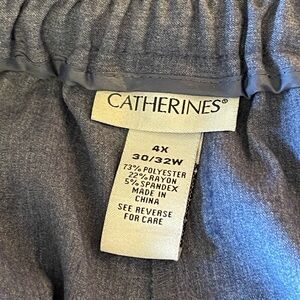 CATHERINES®
4X
30/32W
73% POLYESTER
22% RAYON
5% SPANDEX
MADE IN
CHINA
SEE REVERSE
FOR CARE